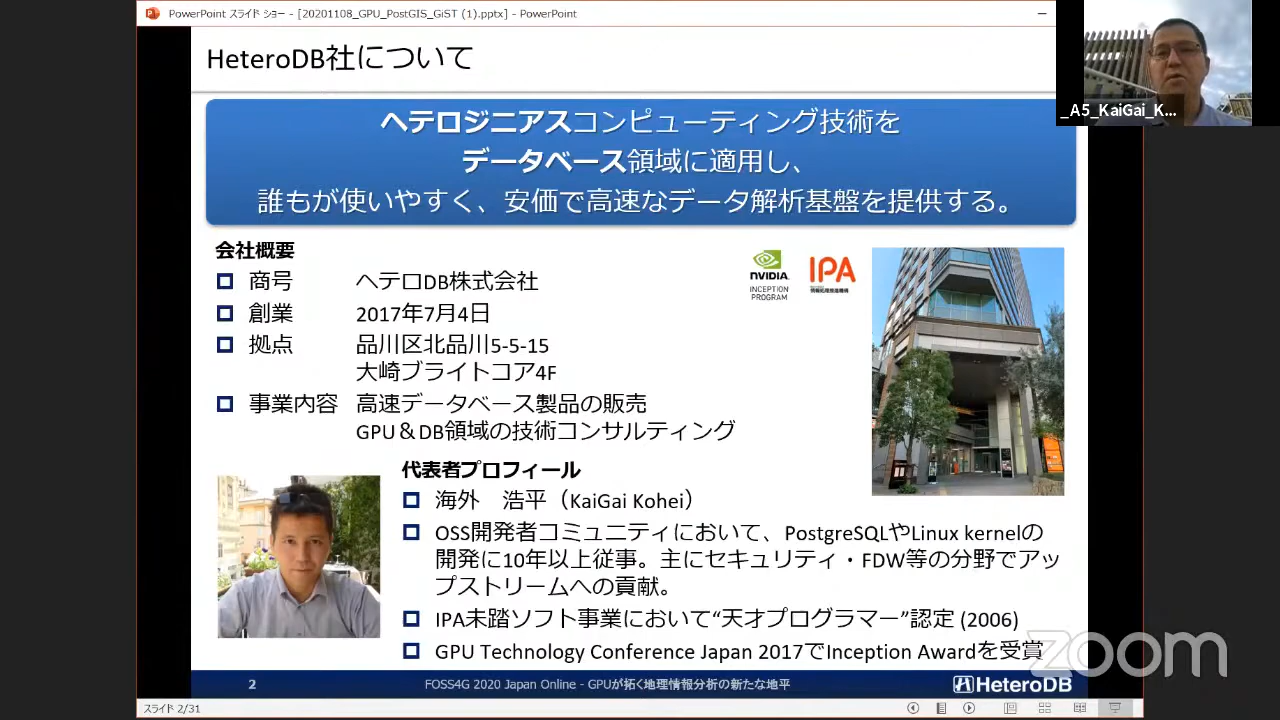 PowerPoint スライド ショー - [20201108_GPU_PostGIS_GiST (1).pptx] - PowerPoint
_A5_KaiGai_K...
HeteroDB社について
ヘテロジニアスコンピューティング技術を
データベース領域に適用し、
誰もが使いやすく、安価で高速なデータ解析基盤を提供する。
会社概要
商号 ヘテロDB株式会社
創業 2017年7月4日
拠点 品川区北品川5-5-15
大崎ブライトコア4F
事業内容 高速データベース製品の販売
GPU＆DB領域の技術コンサルティング
NVIDIA.
INCEPTION
PROGRAM
IPA
代表者プロフィール
海外 浩平（KaiGai Kohei）
OSS開発者コミュニティにおいて、PostgreSQLやLinux kernelの
開発に10年以上従事。主にセキュリティ・FDW等の分野でアッ
プストリームへの貢献。
IPA未踏ソフト事業において“天才プログラマー”認定 (2006)
GPU Technology Conference Japan 2017でInception Awardを受賞
zoom
2 FOSS4G 2020 Japan Online - GPUが拓く地理情報分析の新たな地平 HeteroDB
スライド 2/31